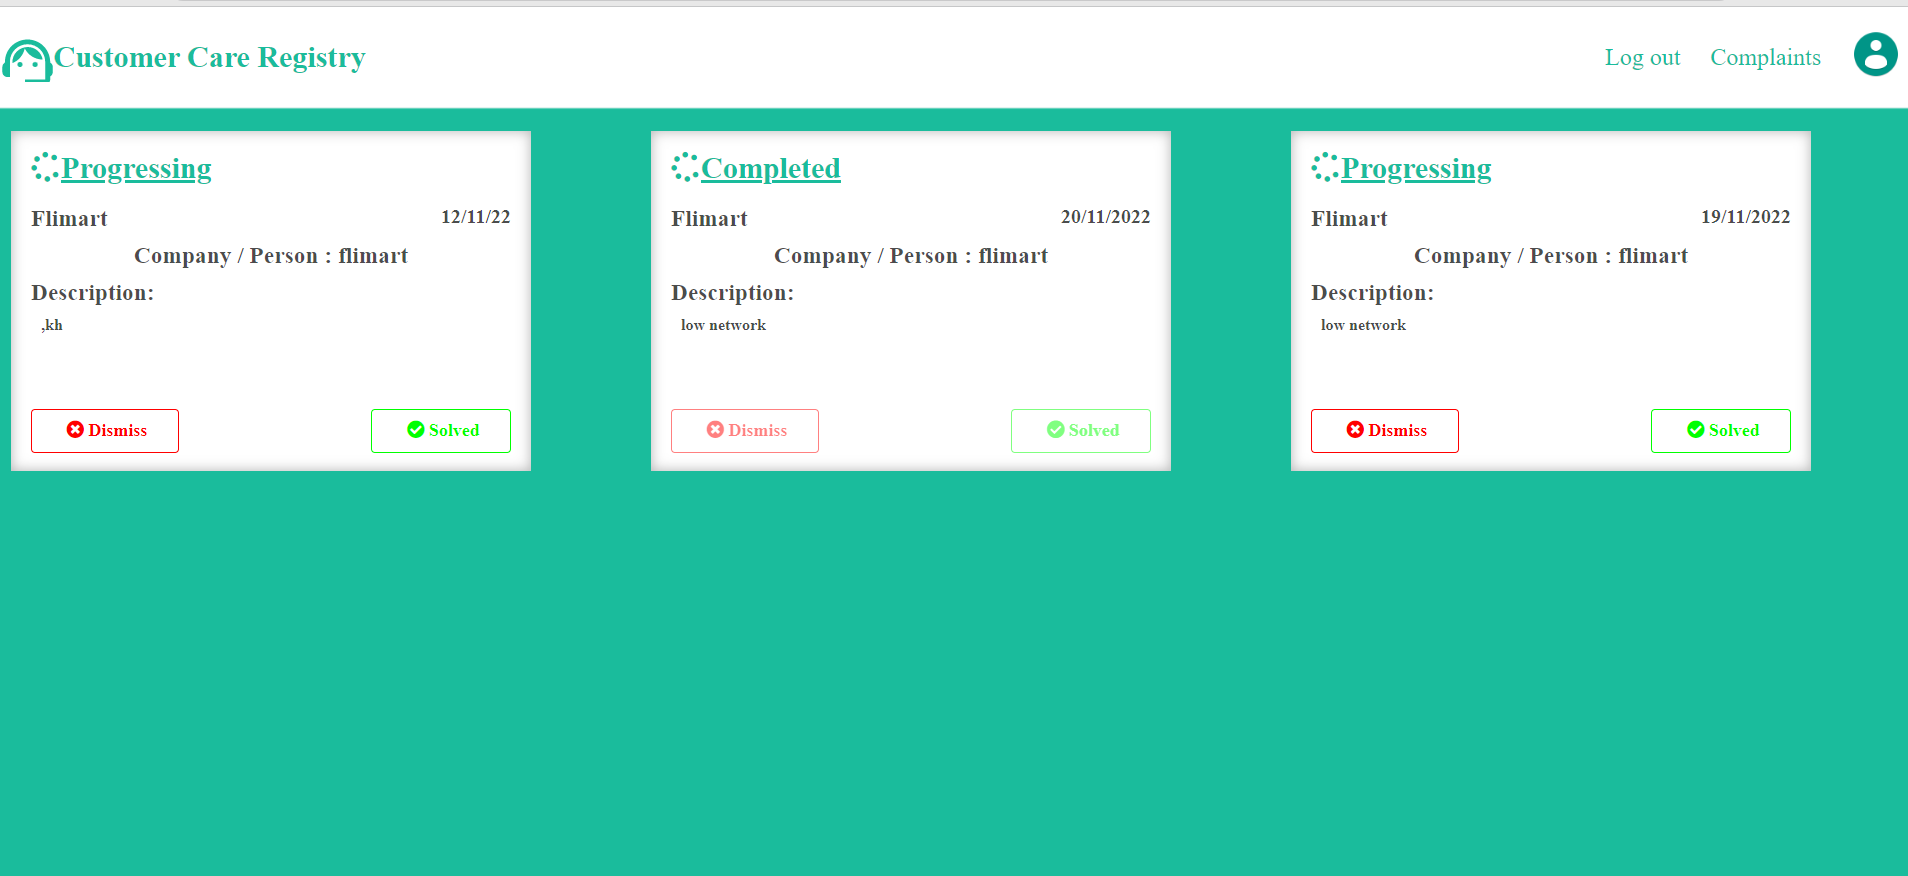 Customer Care Registry
Log out
Complaints
Progressing
Flimart
12/11/22
Company / Person : flimart
Description:
,kh
Dismiss
Solved
Completed
Flimart
20/11/2022
Company / Person : flimart
Description:
low network
Dismiss
Solved
Progressing
Flimart
19/11/2022
Company / Person : flimart
Description:
low network
Dismiss
Solved